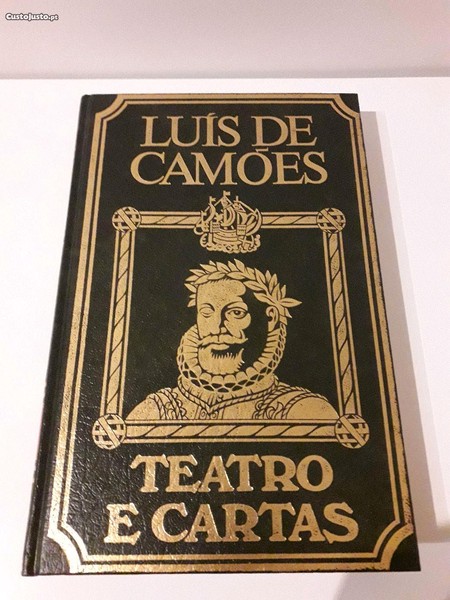 CustoJusto.pt
LUÍS DE
CAMÕES
TEATRO
E CARTAS